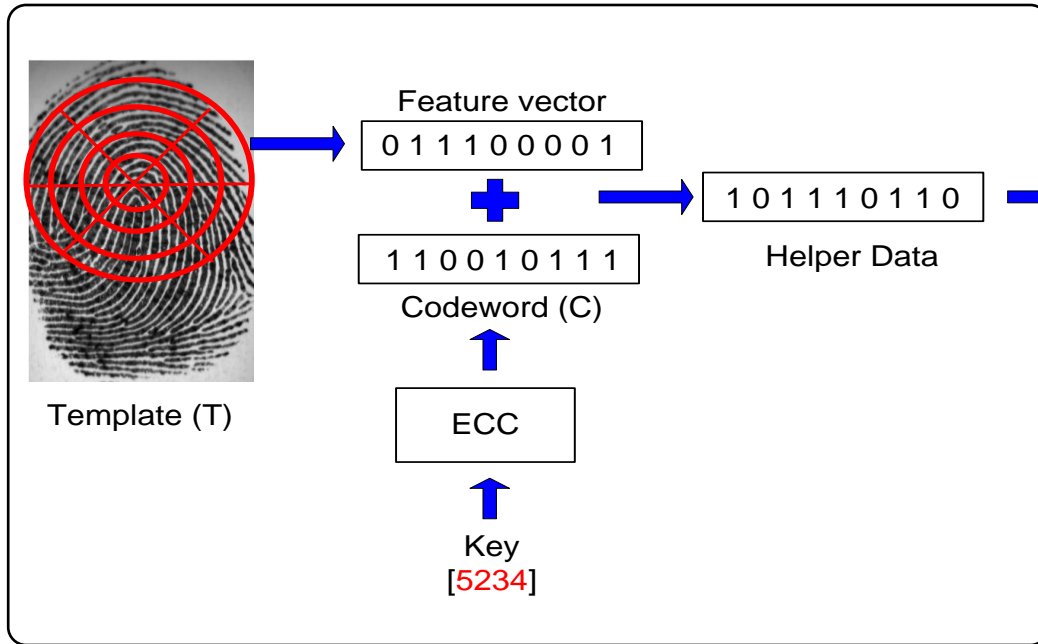 Feature vector
0 1 1 1 0 0 0 0 1
1 1 0 0 1 0 1 1 1
Codeword (C)
1 0 1 1 1 0 1 1 0
Helper Data
Template (T)
ECC
Key
[5234]